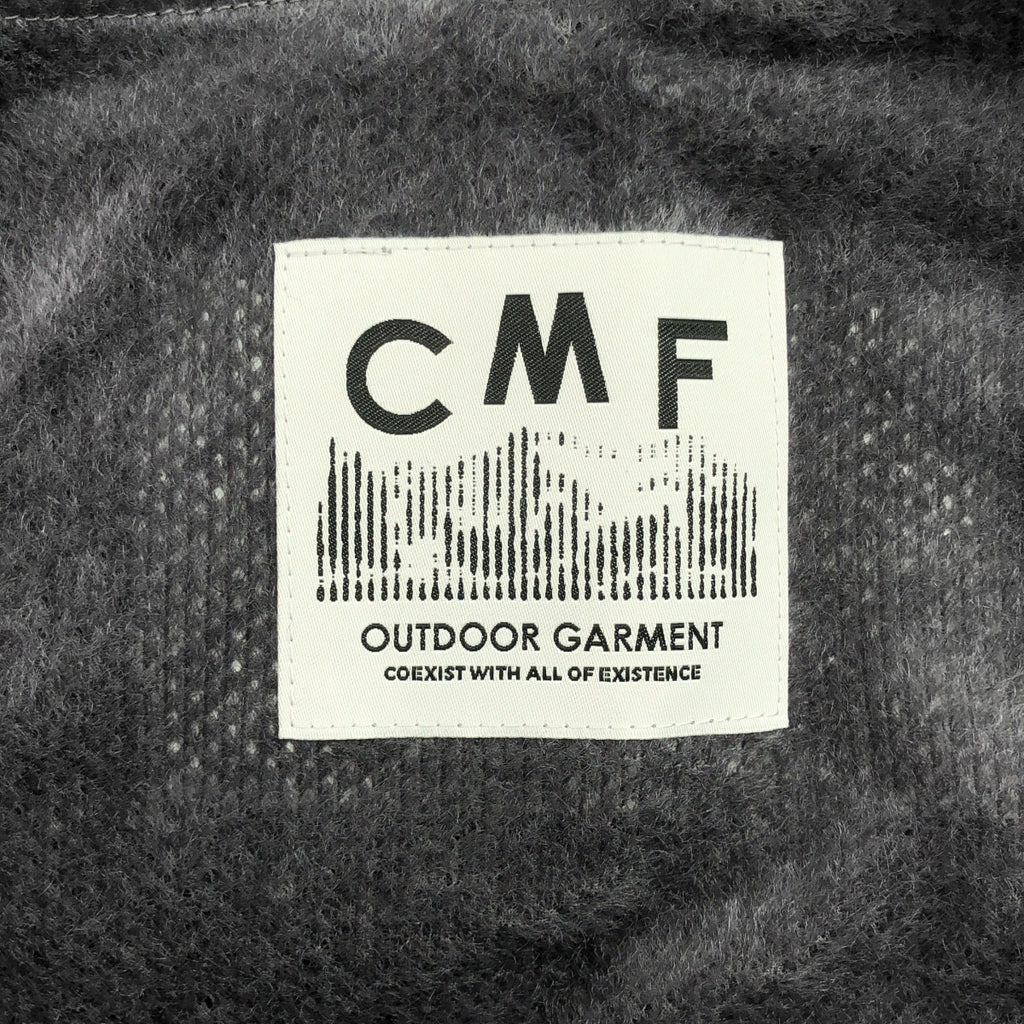 CMF
OUTDOOR GARMENT
COEXIST WITH ALL OF EXISTENCE